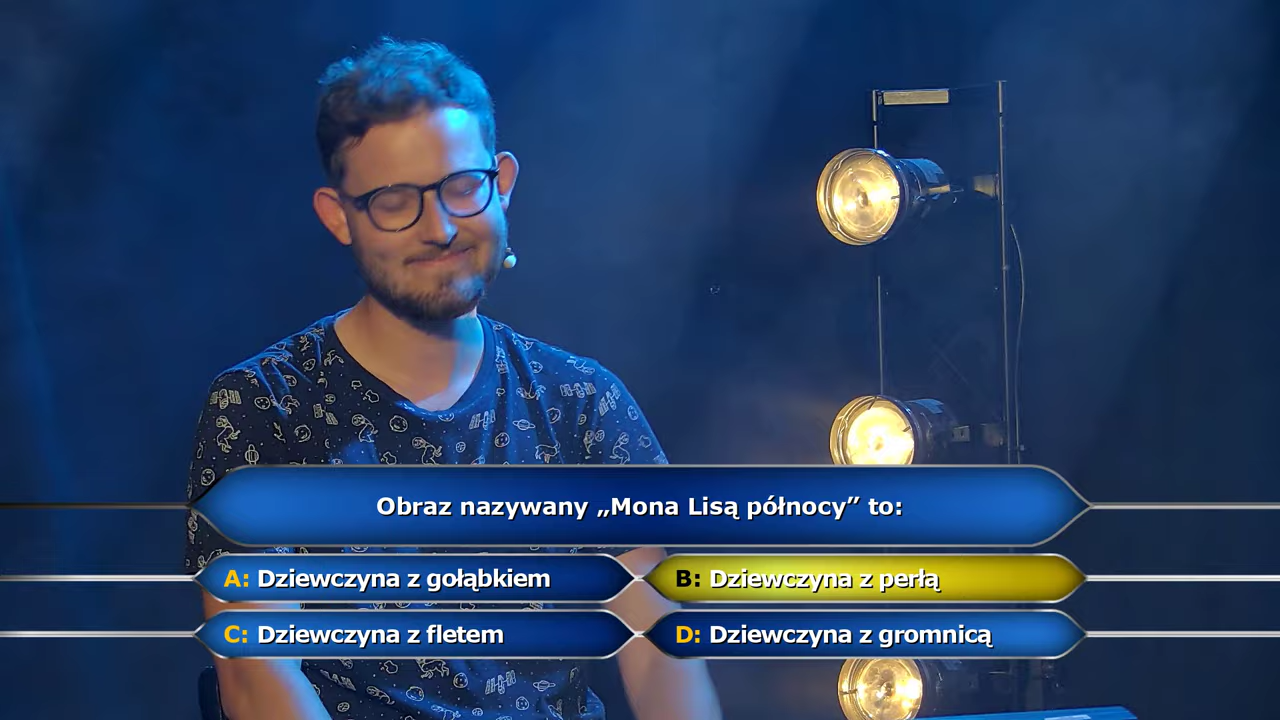 Obraz nazywany „Mona Lisą północy” to:
A: Dziewczyna z gołąbkiem
B: Dziewczyna z perłą
C: Dziewczyna z fletem
D: Dziewczyna z gromnicą